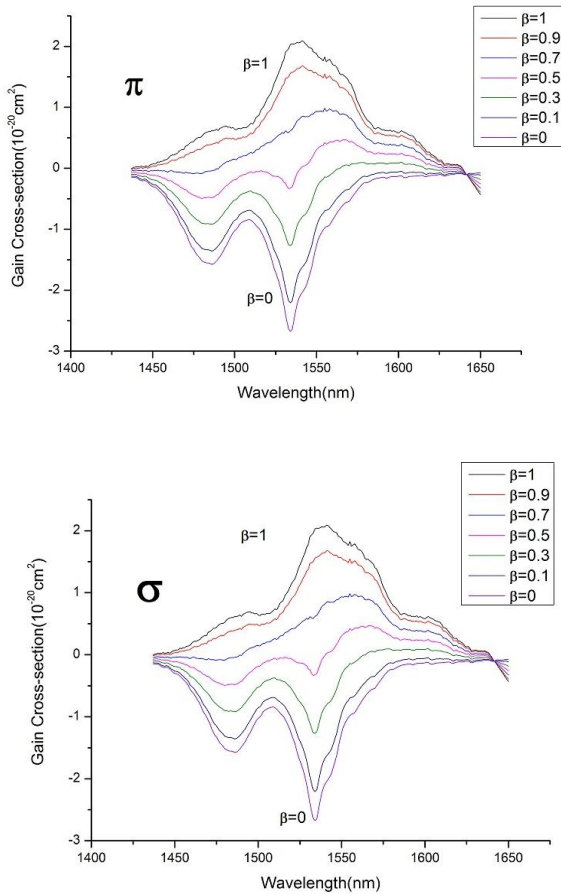 β=1
β=0.9
β=0.7
β=0.5
β=0.3
β=0.1
β=0
π
β=1
β=0
Gain Cross-section(10⁻²⁰cm²)
2
1
0
-1
-2
-3
1400 1450 1500 1550 1600 1650
Wavelength(nm)
β=1
β=0.9
β=0.7
β=0.5
β=0.3
β=0.1
β=0
σ
β=1
β=0
Gain Cross-section(10⁻²⁰cm²)
2
1
0
-1
-2
-3
1400 1450 1500 1550 1600 1650
Wavelength(nm)